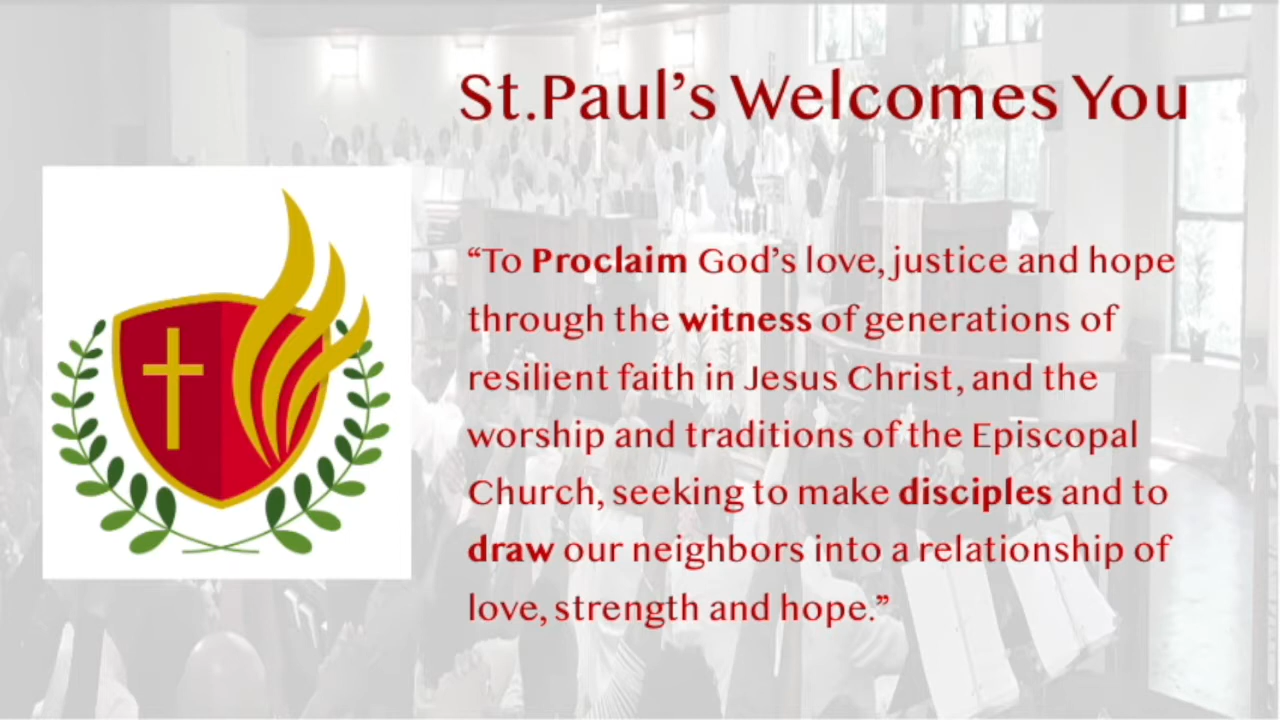 St.Paul’s Welcomes You
“To Proclaim God’s love, justice and hope
through the witness of generations of
resilient faith in Jesus Christ, and the
worship and traditions of the Episcopal
Church, seeking to make disciples and to
draw our neighbors into a relationship of
love, strength and hope.”